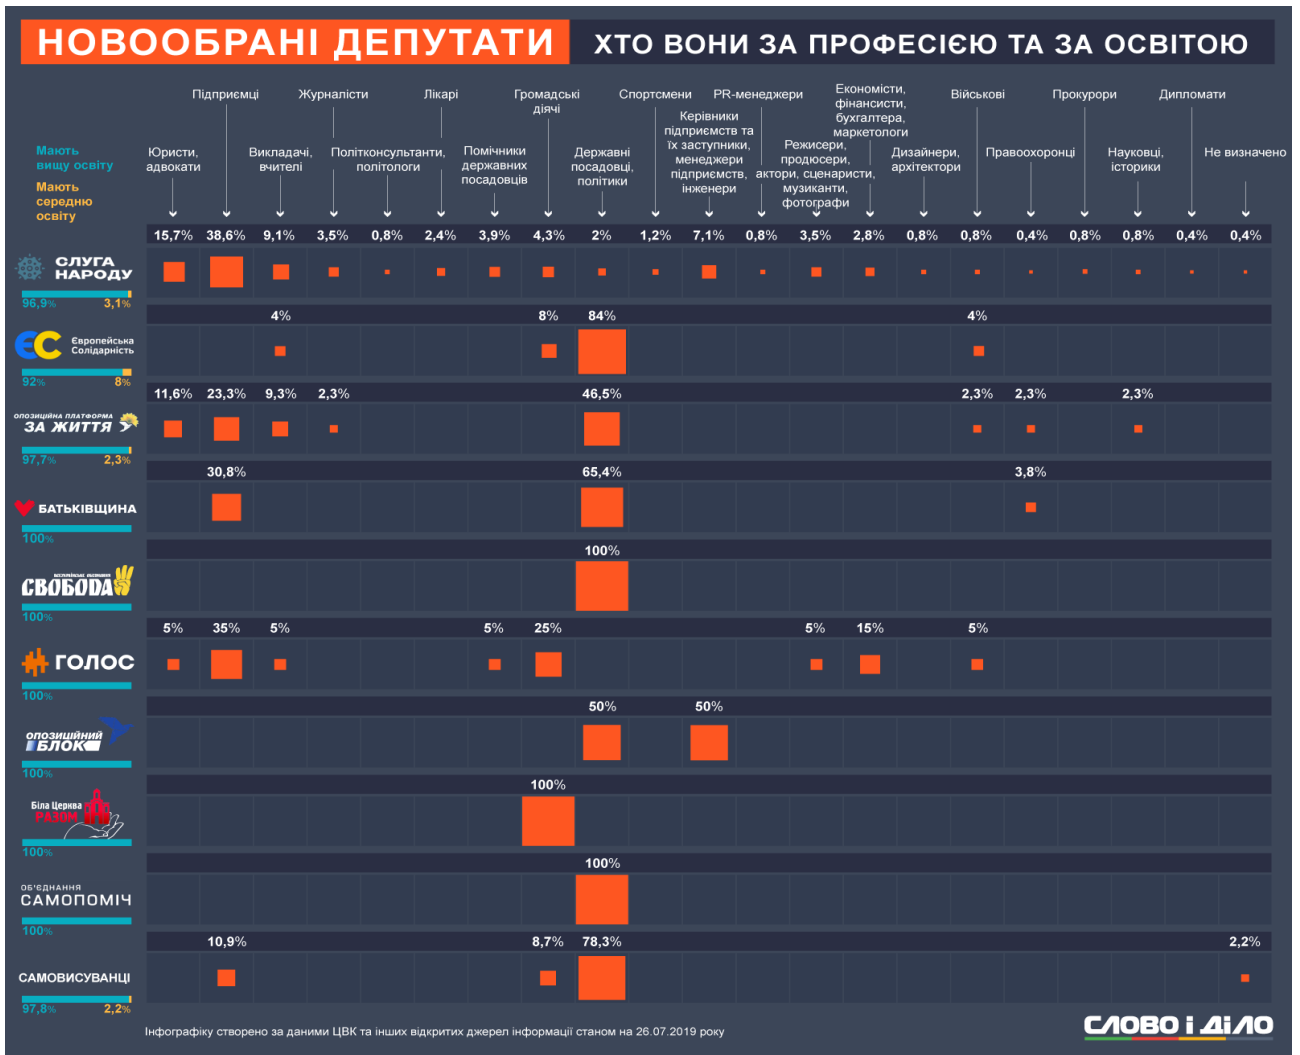 НОВООБРАНІ ДЕПУТАТИ
ХТО ВОНИ ЗА ПРОФЕСІЄЮ ТА ЗА ОСВІТОЮ
Мають
вищу освіту
Мають
середню
освіту
Юристи,
адвокати
Підприємці
Викладачі,
вчителі
Журналісти
Політконсультанти,
політологи
Лікарі
Помічники
державних
посадовців
Громадські
діячі
Державні
посадовці,
політики
Спортсмени
Керівники
підприємств та
їх заступники,
менеджери
підприємств,
інженери
PR-менеджери
Режисери,
продюсери,
актори, сценаристи,
музиканти,
фотографи
Економісти,
фінансисти,
бухгалтера,
маркетологи
Дизайнери,
архітектори
Військові
Правоохоронці
Прокурори
Науковці,
історики
Дипломати
Не визначено
15,7% 38,6% 9,1% 3,5% 0,8% 2,4% 3,9% 4,3% 2% 1,2% 7,1% 0,8% 3,5% 2,8% 0,8% 0,8% 0,4% 0,8% 0,8% 0,4% 0,4%
СЛУГА
НАРОДУ
96,9% 3,1%
4% 8% 84% 4%
ЄС
Європейська
Солідарність
92% 8%
11,6% 23,3% 9,3% 2,3% 46,5% 2,3% 2,3% 2,3%
ОПОЗИЦІЙНА ПЛАТФОРМА
ЗА ЖИТТЯ
97,7% 2,3%
30,8% 65,4% 3,8%
БАТЬКІВЩИНА
100%
100%
СВОБОДА
100%
5% 35% 5% 5% 25% 5% 15% 5%
ГОЛОС
100%
50% 50%
ОПОЗИЦІЙНИЙ
БЛОК
100%
100%
Біла Церква
РАЗОМ
100%
100%
ОБ'ЄДНАННЯ
САМОПОМІЧ
100%
10,9% 8,7% 78,3% 2,2%
САМОВИСУВАНЦІ
97,8% 2,2%
Інфографіку створено за даними ЦВК та інших відкритих джерел інформації станом на 26.07.2019 року
СЛОВО і ДІЛО